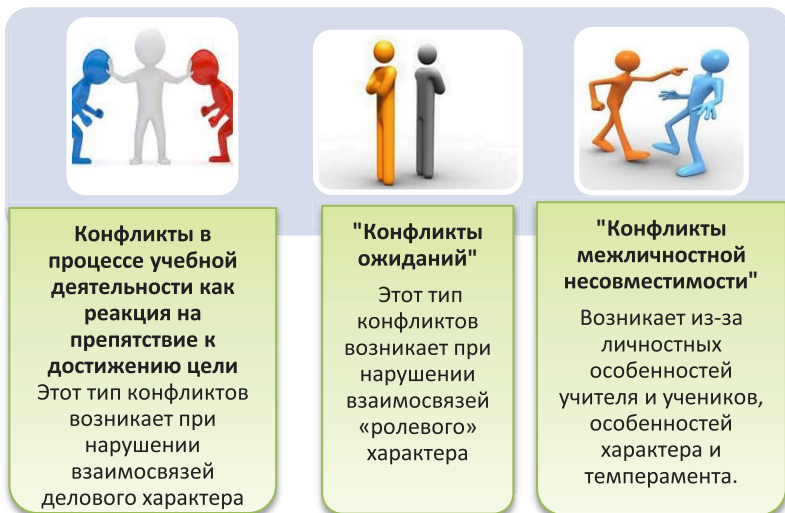 Конфликты в
процессе учебной
деятельности как
реакция на
препятствие к
достижению цели
Этот тип конфликтов
возникает при
нарушении
взаимосвязей
делового характера
"Конфликты
ожиданий"
Этот тип
конфликтов
возникает при
нарушении
взаимосвязей
«ролевого»
характера
"Конфликты
межличностной
несовместимости"
Возникает из-за
личностных
особенностей
учителя и учеников,
особенностей
характера и
темперамента.